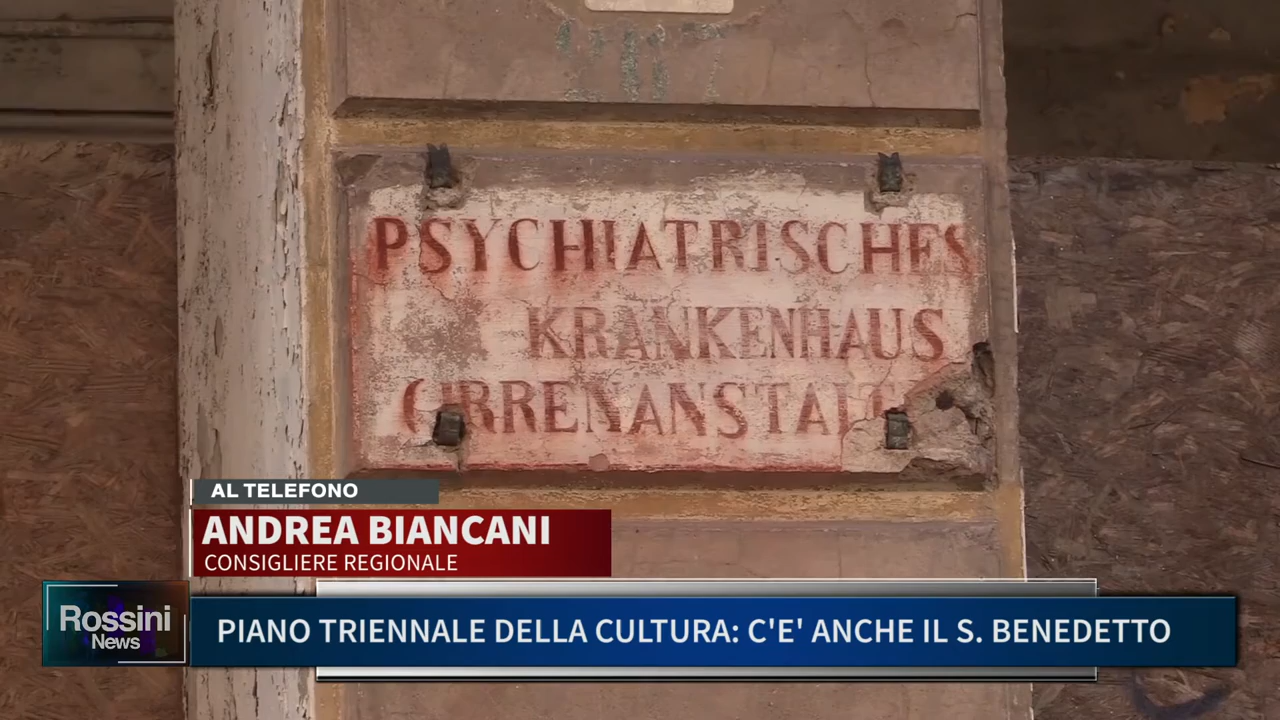 PSYCHIATRISCHES
KRANKENHAUS
(IRRENANSTALT
AL TELEFONO
ANDREA BIANCANI
CONSIGLIERE REGIONALE
Rossini
News
PIANO TRIENNALE DELLA CULTURA: C'E' ANCHE IL S. BENEDETTO